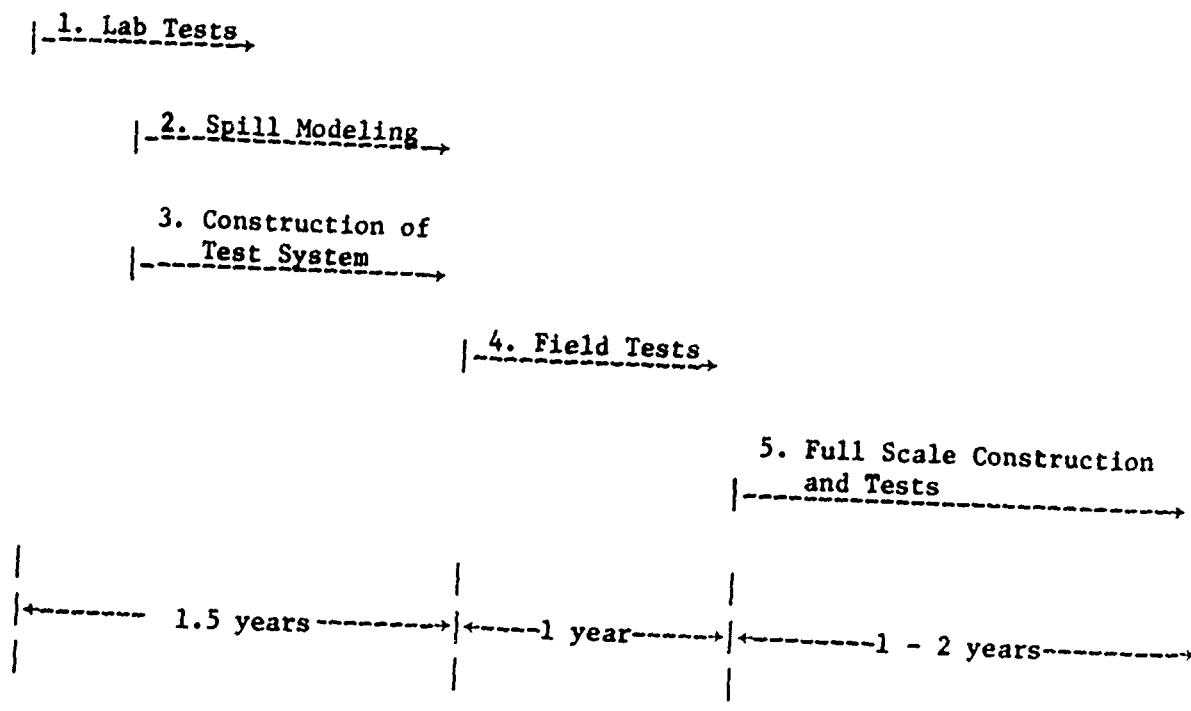 1. Lab Tests
2. Spill Modeling
3. Construction of
Test System
4. Field Tests
5. Full Scale Construction
and Tests
1.5 years
1 year
1 - 2 years